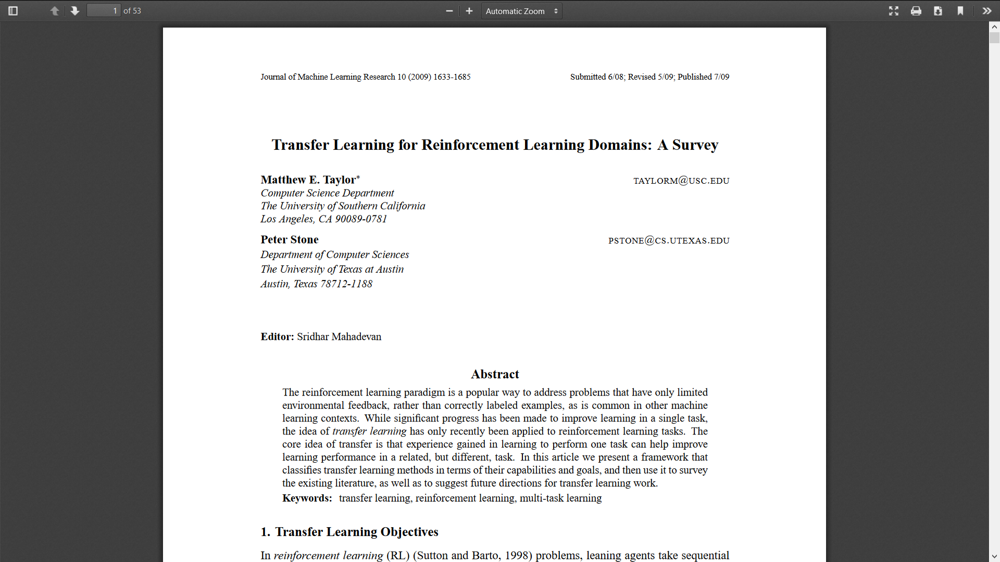 1 of 53
Automatic Zoom
Journal of Machine Learning Research 10 (2009) 1633-1685
Submitted 6/08; Revised 5/09; Published 7/09
Transfer Learning for Reinforcement Learning Domains: A Survey
Matthew E. Taylor*
TAYLORM@USC.EDU
Computer Science Department
The University of Southern California
Los Angeles, CA 90089-0781
Peter Stone
PSTONE@CS.UTEXAS.EDU
Department of Computer Sciences
The University of Texas at Austin
Austin, Texas 78712-1188
Editor: Sridhar Mahadevan
Abstract
The reinforcement learning paradigm is a popular way to address problems that have only limited
environmental feedback, rather than correctly labeled examples, as is common in other machine
learning contexts. While significant progress has been made to improve learning in a single task,
the idea of transfer learning has only recently been applied to reinforcement learning tasks. The
core idea of transfer is that experience gained in learning to perform one task can help improve
learning performance in a related, but different, task. In this article we present a framework that
classifies transfer learning methods in terms of their capabilities and goals, and then use it to survey
the existing literature, as well as to suggest future directions for transfer learning work.
Keywords: transfer learning, reinforcement learning, multi-task learning
1. Transfer Learning Objectives
In reinforcement learning (RL) (Sutton and Barto, 1998) problems, leaning agents take sequential